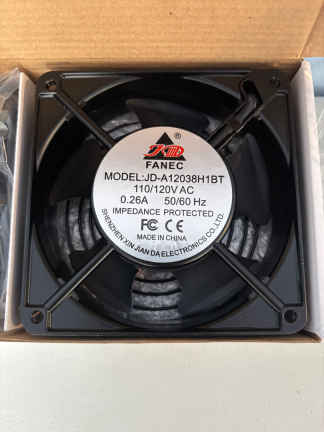 JD
FANEC
MODEL:JD-A12038H1BT
110/120V AC
0.26A 50/60 Hz
IMPEDANCE PROTECTED
FC CE
MADE IN CHINA
SHENZHEN XIN JIAN DA ELECTRONICS CO.,LTD.